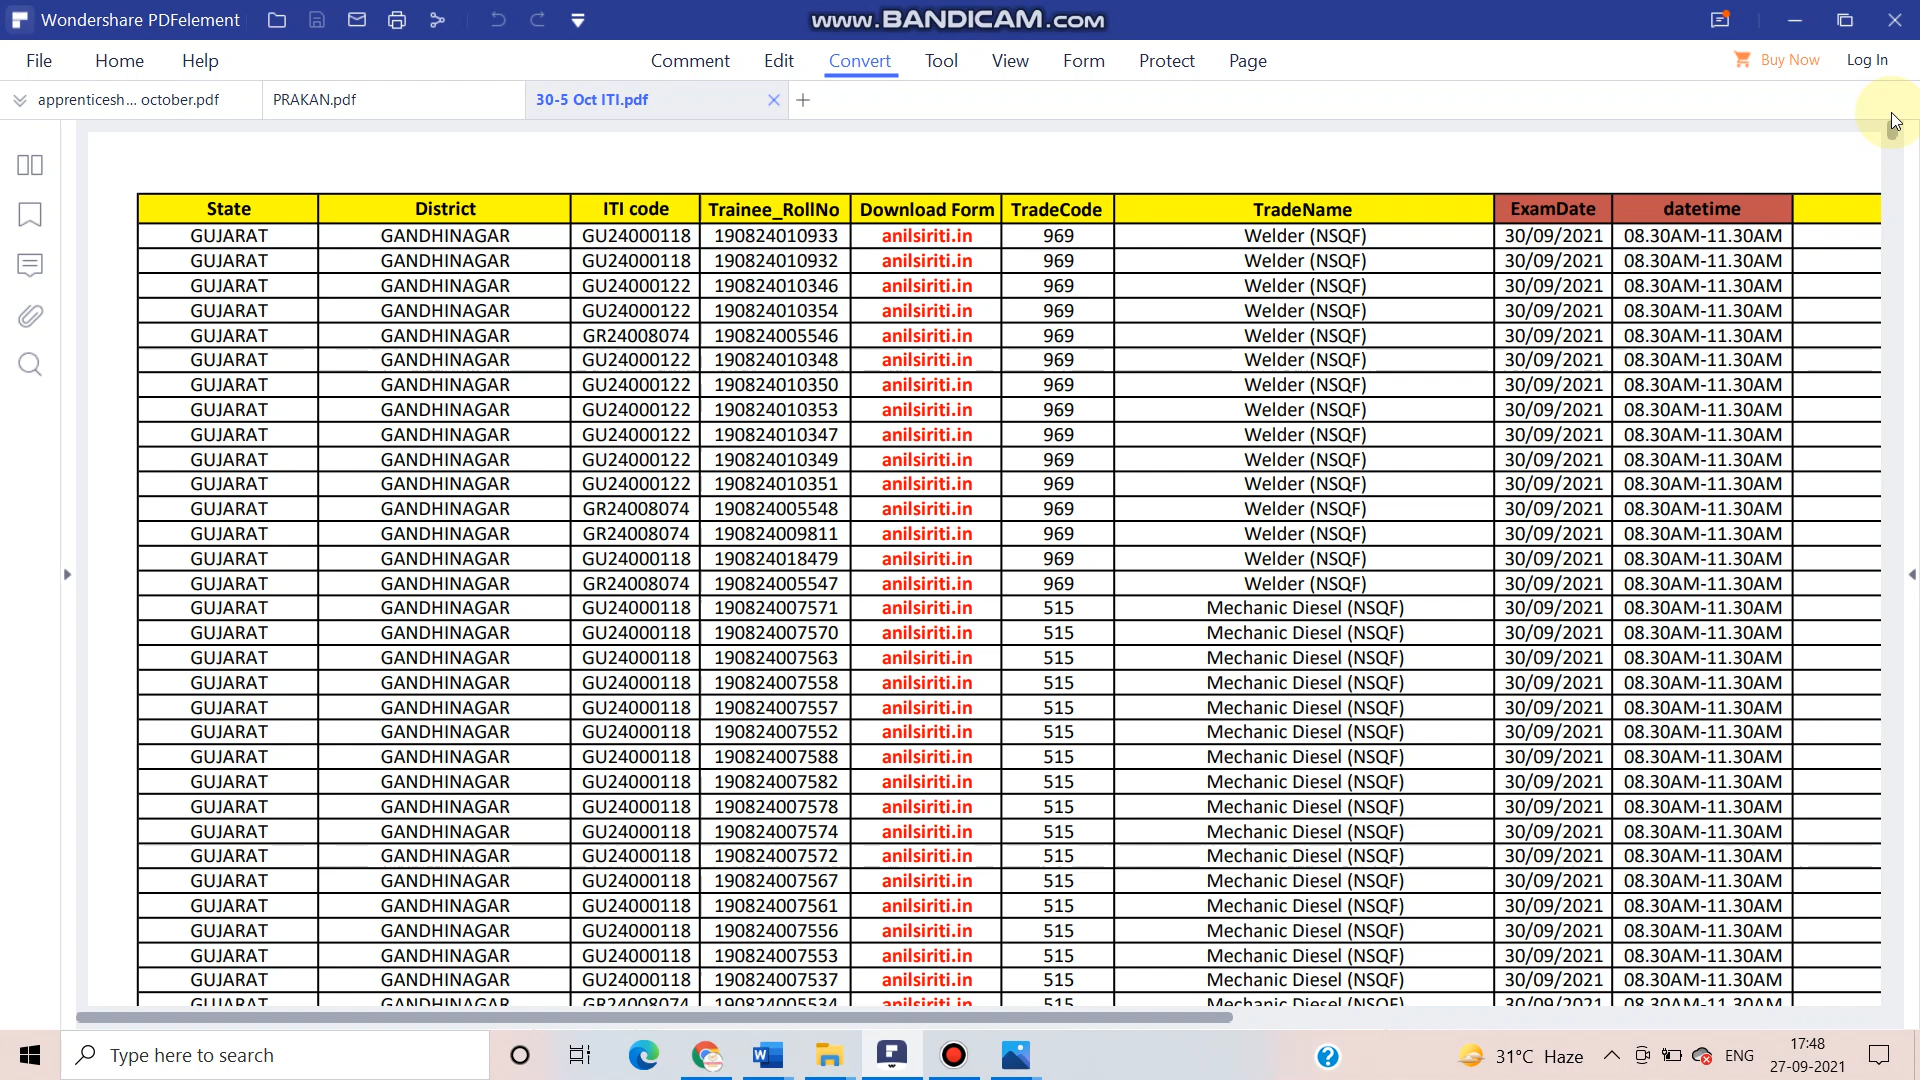 Wondershare PDFelement
www.BANDICAM.com
File Home Help Comment Edit Convert Tool View Form Protect Page Buy Now Log In
apprenticesh... october.pdf PRAKAN.pdf 30-5 Oct ITI.pdf
State District ITI code Trainee_RollNo Download Form TradeCode TradeName ExamDate datetime
GUJARAT GANDHINAGAR GU24000118 190824010933 anilsiriti.in 969 Welder (NSQF) 30/09/2021 08.30AM-11.30AM
GUJARAT GANDHINAGAR GU24000118 190824010932 anilsiriti.in 969 Welder (NSQF) 30/09/2021 08.30AM-11.30AM
GUJARAT GANDHINAGAR GU24000122 190824010346 anilsiriti.in 969 Welder (NSQF) 30/09/2021 08.30AM-11.30AM
GUJARAT GANDHINAGAR GU24000122 190824010354 anilsiriti.in 969 Welder (NSQF) 30/09/2021 08.30AM-11.30AM
GUJARAT GANDHINAGAR GR24008074 190824005546 anilsiriti.in 969 Welder (NSQF) 30/09/2021 08.30AM-11.30AM
GUJARAT GANDHINAGAR GU24000122 190824010348 anilsiriti.in 969 Welder (NSQF) 30/09/2021 08.30AM-11.30AM
GUJARAT GANDHINAGAR GU24000122 190824010350 anilsiriti.in 969 Welder (NSQF) 30/09/2021 08.30AM-11.30AM
GUJARAT GANDHINAGAR GU24000122 190824010353 anilsiriti.in 969 Welder (NSQF) 30/09/2021 08.30AM-11.30AM
GUJARAT GANDHINAGAR GU24000122 190824010347 anilsiriti.in 969 Welder (NSQF) 30/09/2021 08.30AM-11.30AM
GUJARAT GANDHINAGAR GU24000122 190824010349 anilsiriti.in 969 Welder (NSQF) 30/09/2021 08.30AM-11.30AM
GUJARAT GANDHINAGAR GU24000122 190824010351 anilsiriti.in 969 Welder (NSQF) 30/09/2021 08.30AM-11.30AM
GUJARAT GANDHINAGAR GR24008074 190824005548 anilsiriti.in 969 Welder (NSQF) 30/09/2021 08.30AM-11.30AM
GUJARAT GANDHINAGAR GR24008074 190824009811 anilsiriti.in 969 Welder (NSQF) 30/09/2021 08.30AM-11.30AM
GUJARAT GANDHINAGAR GU24000118 190824018479 anilsiriti.in 969 Welder (NSQF) 30/09/2021 08.30AM-11.30AM
GUJARAT GANDHINAGAR GR24008074 190824005547 anilsiriti.in 969 Welder (NSQF) 30/09/2021 08.30AM-11.30AM
GUJARAT GANDHINAGAR GU24000118 190824007571 anilsiriti.in 515 Mechanic Diesel (NSQF) 30/09/2021 08.30AM-11.30AM
GUJARAT GANDHINAGAR GU24000118 190824007570 anilsiriti.in 515 Mechanic Diesel (NSQF) 30/09/2021 08.30AM-11.30AM
GUJARAT GANDHINAGAR GU24000118 190824007563 anilsiriti.in 515 Mechanic Diesel (NSQF) 30/09/2021 08.30AM-11.30AM
GUJARAT GANDHINAGAR GU24000118 190824007558 anilsiriti.in 515 Mechanic Diesel (NSQF) 30/09/2021 08.30AM-11.30AM
GUJARAT GANDHINAGAR GU24000118 190824007557 anilsiriti.in 515 Mechanic Diesel (NSQF) 30/09/2021 08.30AM-11.30AM
GUJARAT GANDHINAGAR GU24000118 190824007552 anilsiriti.in 515 Mechanic Diesel (NSQF) 30/09/2021 08.30AM-11.30AM
GUJARAT GANDHINAGAR GU24000118 190824007588 anilsiriti.in 515 Mechanic Diesel (NSQF) 30/09/2021 08.30AM-11.30AM
GUJARAT GANDHINAGAR GU24000118 190824007582 anilsiriti.in 515 Mechanic Diesel (NSQF) 30/09/2021 08.30AM-11.30AM
GUJARAT GANDHINAGAR GU24000118 190824007578 anilsiriti.in 515 Mechanic Diesel (NSQF) 30/09/2021 08.30AM-11.30AM
GUJARAT GANDHINAGAR GU24000118 190824007574 anilsiriti.in 515 Mechanic Diesel (NSQF) 30/09/2021 08.30AM-11.30AM
GUJARAT GANDHINAGAR GU24000118 190824007572 anilsiriti.in 515 Mechanic Diesel (NSQF) 30/09/2021 08.30AM-11.30AM
GUJARAT GANDHINAGAR GU24000118 190824007567 anilsiriti.in 515 Mechanic Diesel (NSQF) 30/09/2021 08.30AM-11.30AM
GUJARAT GANDHINAGAR GU24000118 190824007561 anilsiriti.in 515 Mechanic Diesel (NSQF) 30/09/2021 08.30AM-11.30AM
GUJARAT GANDHINAGAR GU24000118 190824007556 anilsiriti.in 515 Mechanic Diesel (NSQF) 30/09/2021 08.30AM-11.30AM
GUJARAT GANDHINAGAR GU24000118 190824007553 anilsiriti.in 515 Mechanic Diesel (NSQF) 30/09/2021 08.30AM-11.30AM
GUJARAT GANDHINAGAR GU24000118 190824007537 anilsiriti.in 515 Mechanic Diesel (NSQF) 30/09/2021 08.30AM-11.30AM
GUJARAT GANDHINAGAR GR24008074 190824005534 anilsiriti.in 515 Mechanic Diesel (NSQF) 30/09/2021 08.30AM-11.30AM
Type here to search 31°C Haze ENG 17:48
27-09-2021